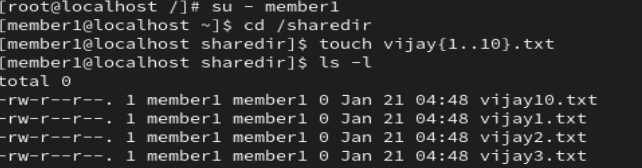 [root@localhost /]# su - member1
[member1@localhost ~]$ cd /sharedir
[member1@localhost sharedir]$ touch vijay{1..10}.txt
[member1@localhost sharedir]$ ls -l
total 0
-rw-r--r--. 1 member1 member1 0 Jan 21 04:48 vijay10.txt
-rw-r--r--. 1 member1 member1 0 Jan 21 04:48 vijay1.txt
-rw-r--r--. 1 member1 member1 0 Jan 21 04:48 vijay2.txt
-rw-r--r--. 1 member1 member1 0 Jan 21 04:48 vijay3.txt